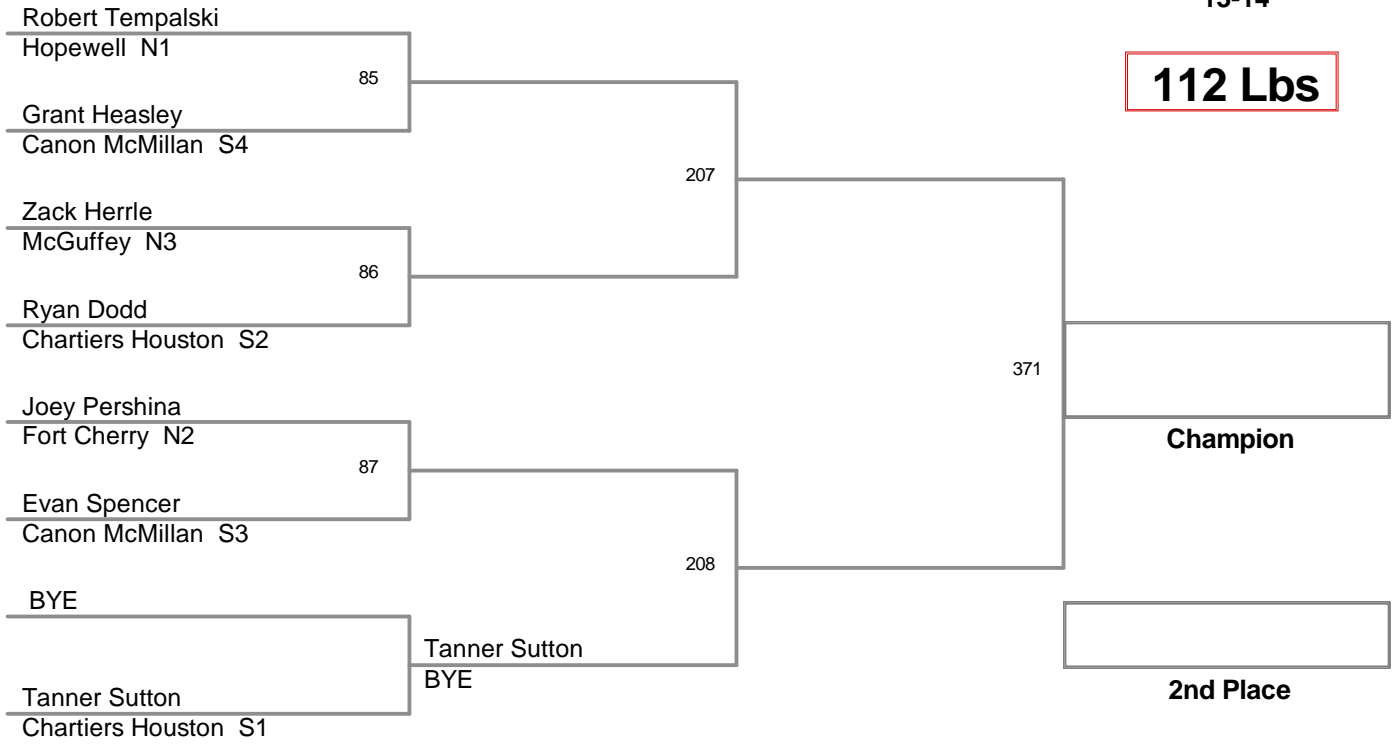 13-14
112 Lbs
Robert Tempalski
Hopewell N1
85
Grant Heasley
Canon McMillan S4
207
Zack Herrle
McGuffey N3
86
Ryan Dodd
Chartiers Houston S2
371
Champion
Joey Pershina
Fort Cherry N2
87
Evan Spencer
Canon McMillan S3
208
BYE
Tanner Sutton
BYE
Tanner Sutton
Chartiers Houston S1
2nd Place